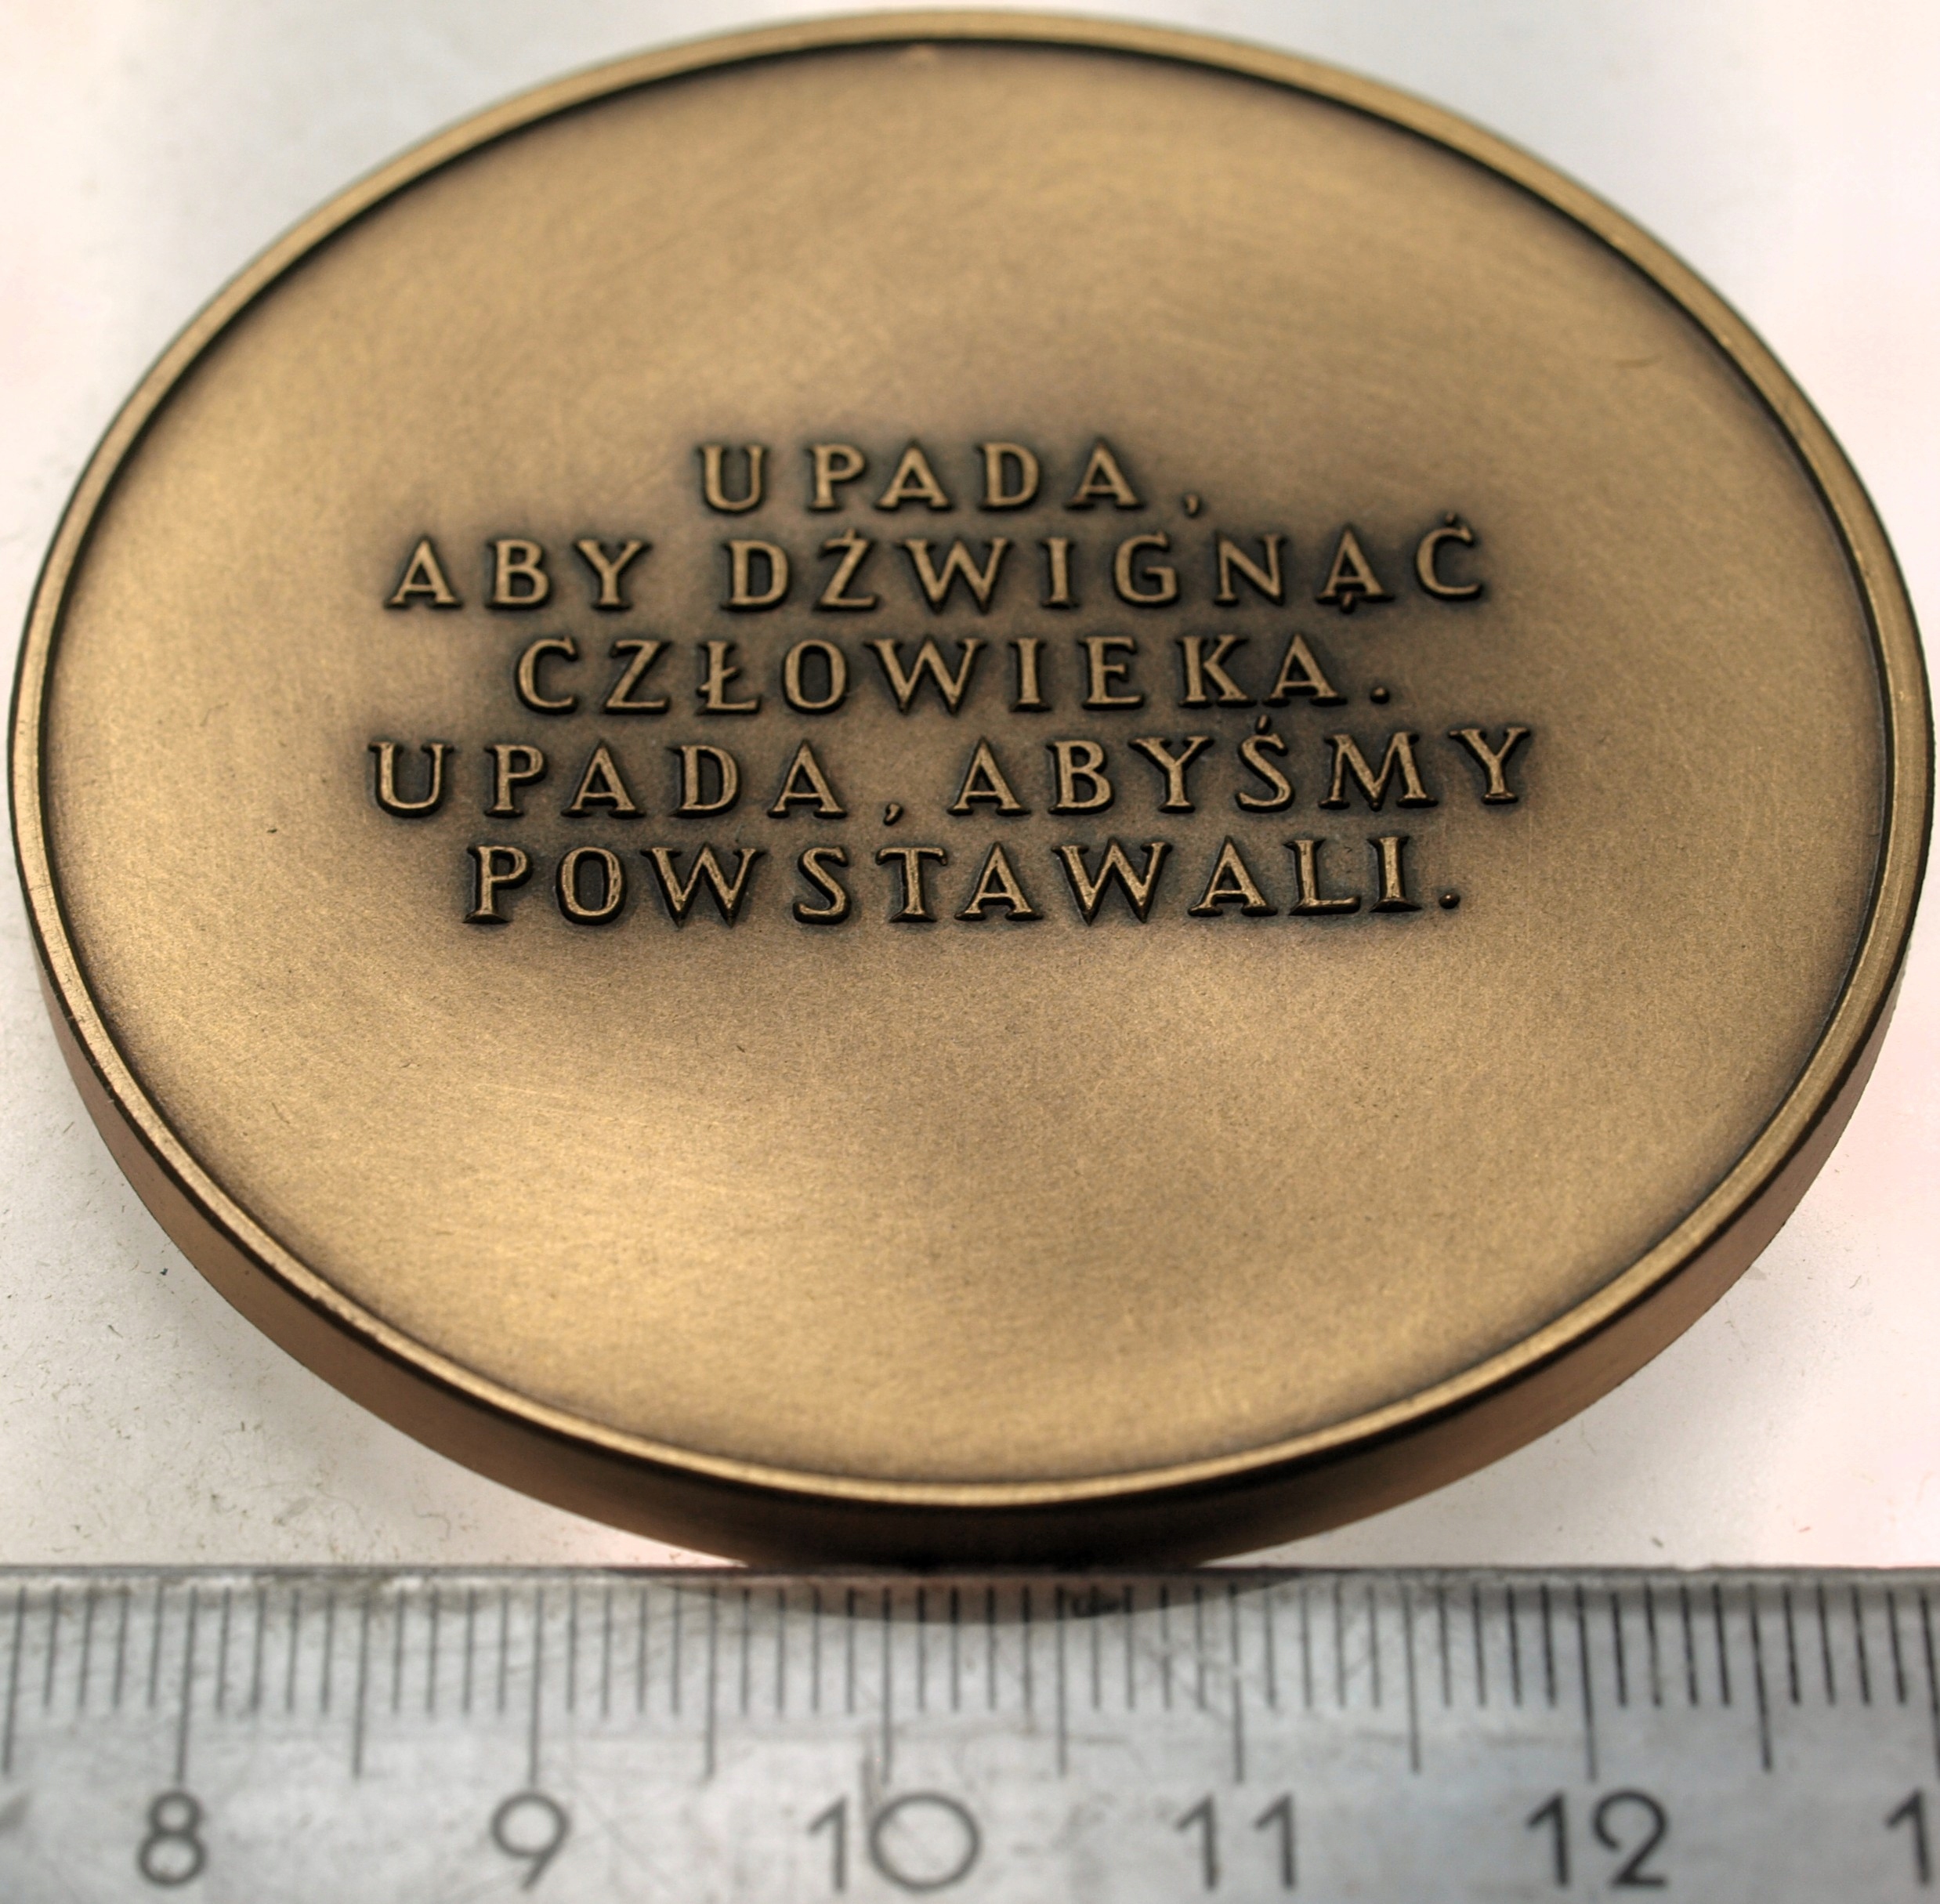 UPADA,
ABY DŹWIGNĄĆ
CZŁOWIEKA.
UPADA, ABYŚMY
POWSTAWALI.
8 9 10 11 12